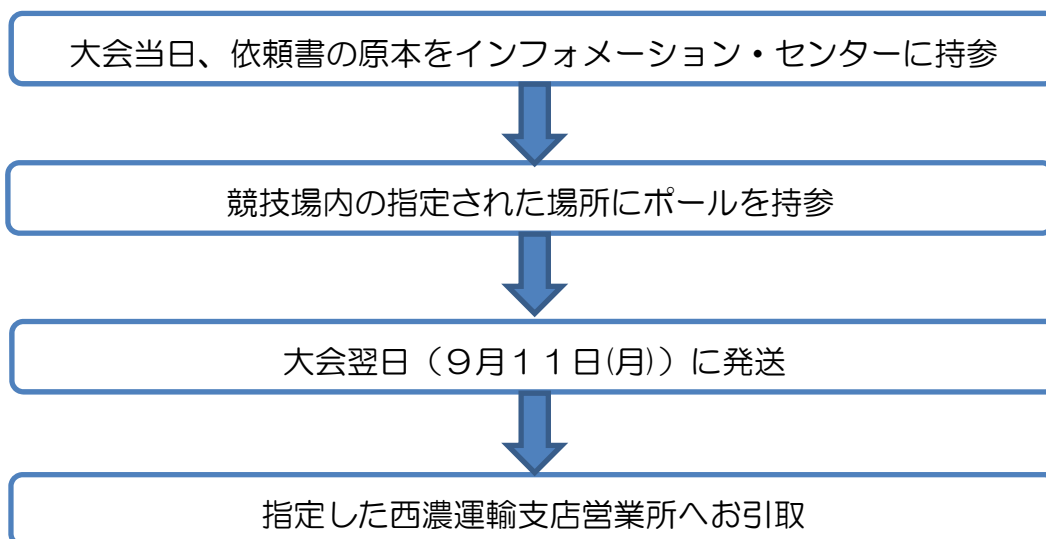 大会当日、依頼書の原本をインフォメーション・センターに持参
競技場内の指定された場所にポールを持参
大会翌日（９月１１日(月)）に発送
指定した西濃運輸支店営業所へお引取